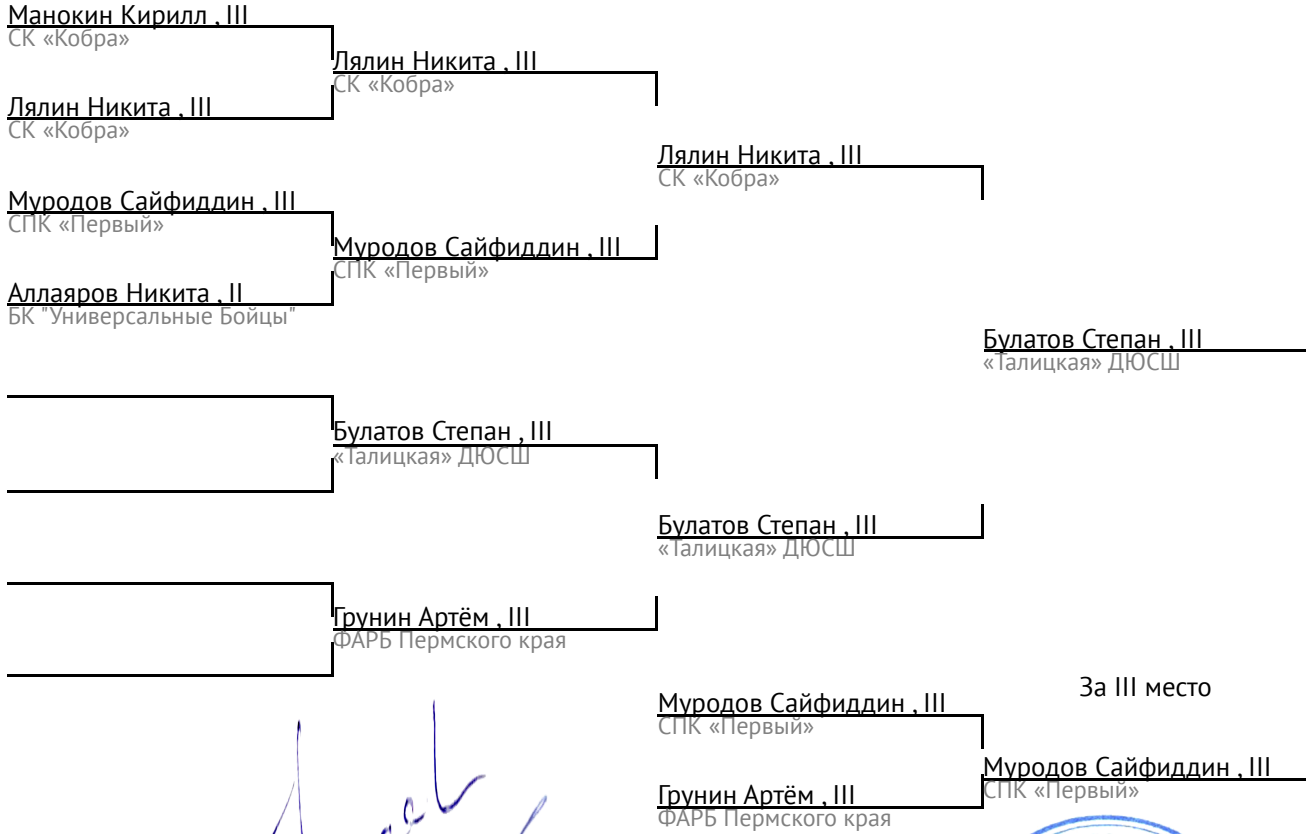 Манокин Кирилл , III
СК «Кобра»
Лялин Никита , III
СК «Кобра»
Лялин Никита , III
СК «Кобра»
Лялин Никита , III
СК «Кобра»
Муродов Сайфиддин , III
СПК «Первый»
Муродов Сайфиддин , III
СПК «Первый»
Аллаяров Никита , II
БК "Универсальные Бойцы"
Булатов Степан , III
«Талицкая» ДЮСШ
Булатов Степан , III
«Талицкая» ДЮСШ
Булатов Степан , III
«Талицкая» ДЮСШ
Грунин Артём , III
ФАРБ Пермского края
За III место
Муродов Сайфиддин , III
СПК «Первый»
Муродов Сайфиддин , III
СПК «Первый»
Грунин Артём , III
ФАРБ Пермского края